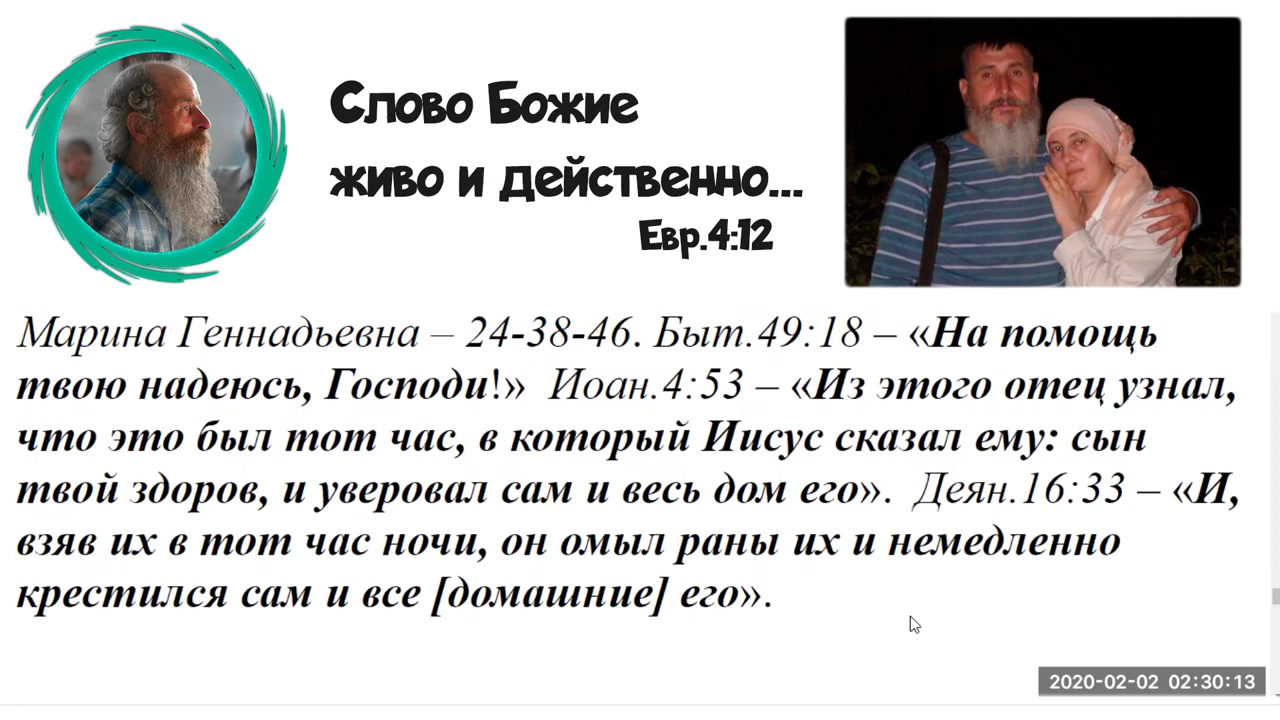 Слово Божие
живо и действенно...
Евр.4:12
Марина Геннадьевна – 24-38-46. Быт.49:18 – «На помощь
твою надеюсь, Господи!»  Иоан.4:53 – «Из этого отец узнал,
что это был тот час, в который Иисус сказал ему: сын
твой здоров, и уверовал сам и весь дом его».  Деян.16:33 – «И,
взяв их в тот час ночи, он омыл раны их и немедленно
крестился сам и все [домашние] его».
2020-02-02 02:30:13